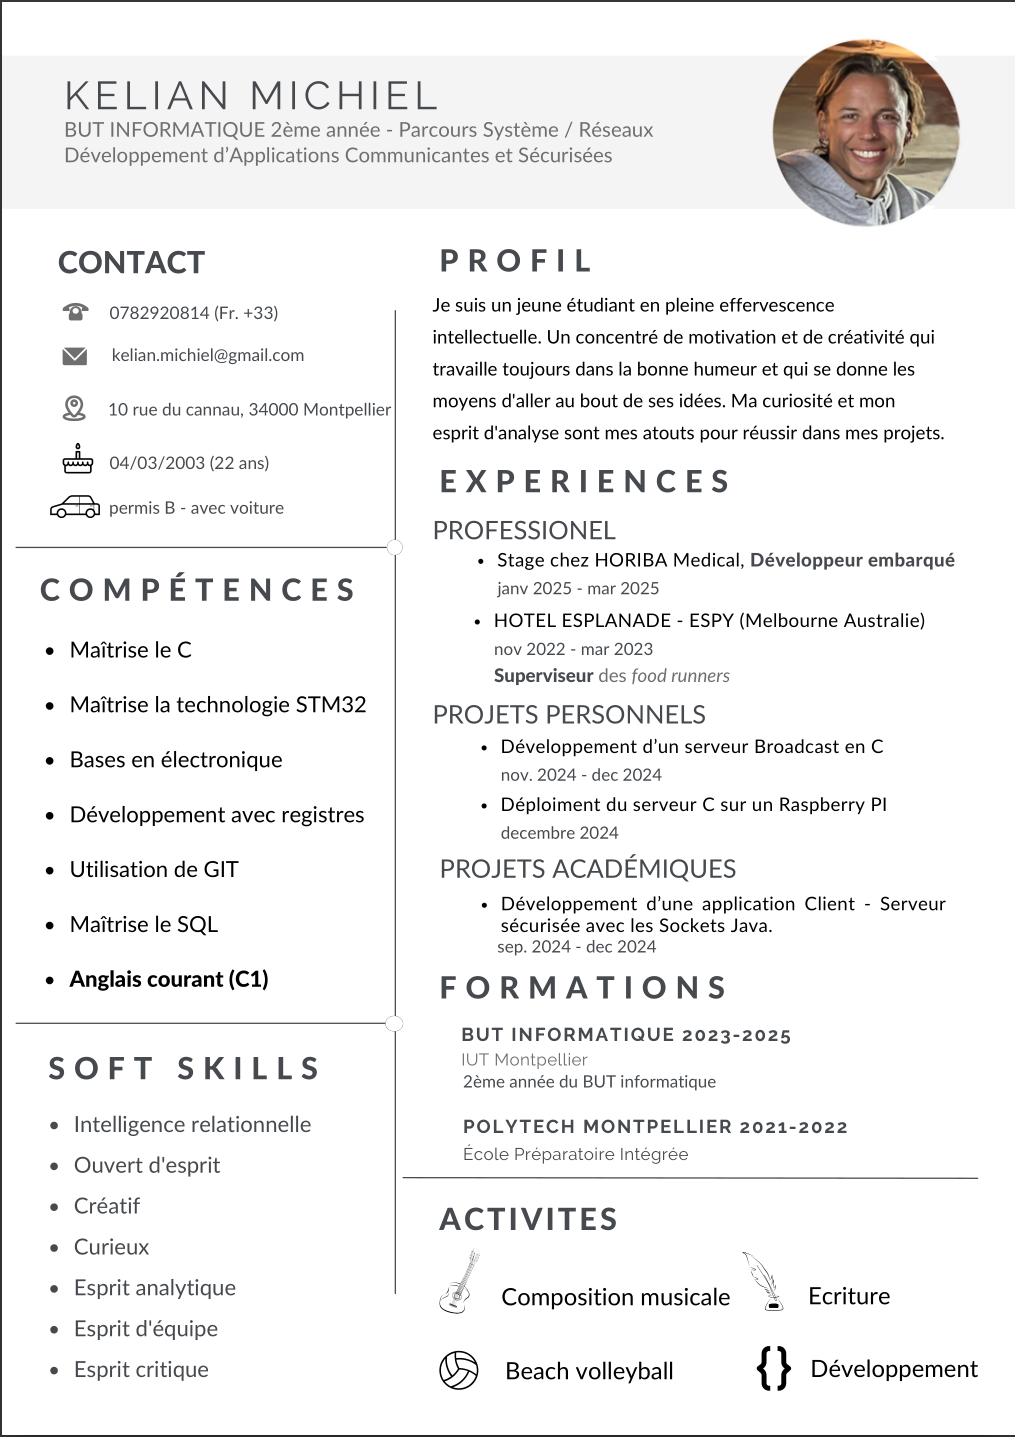 KELIAN MICHIEL
BUT INFORMATIQUE 2ème année - Parcours Système / Réseaux
Développement d’Applications Communicantes et Sécurisées
CONTACT
0782920814 (Fr. +33)
kelian.michiel@gmail.com
10 rue du cannau, 34000 Montpellier
04/03/2003 (22 ans)
permis B - avec voiture
COMPÉTENCES
• Maîtrise le C
• Maîtrise la technologie STM32
• Bases en électronique
• Développement avec registres
• Utilisation de GIT
• Maîtrise le SQL
• Anglais courant (C1)
SOFT SKILLS
• Intelligence relationnelle
• Ouvert d'esprit
• Créatif
• Curieux
• Esprit analytique
• Esprit d'équipe
• Esprit critique
PROFIL
Je suis un jeune étudiant en pleine effervescence
intellectuelle. Un concentré de motivation et de créativité qui
travaille toujours dans la bonne humeur et qui se donne les
moyens d'aller au bout de ses idées. Ma curiosité et mon
esprit d'analyse sont mes atouts pour réussir dans mes projets.
EXPERIENCES
PROFESSIONEL
• Stage chez HORIBA Medical, Développeur embarqué
janv 2025 - mar 2025
• HOTEL ESPLANADE - ESPY (Melbourne Australie)
nov 2022 - mar 2023
Superviseur des food runners
PROJETS PERSONNELS
• Développement d’un serveur Broadcast en C
nov. 2024 - dec 2024
• Déploiment du serveur C sur un Raspberry PI
decembre 2024
PROJETS ACADÉMIQUES
• Développement d’une application Client - Serveur
sécurisée avec les Sockets Java.
sep. 2024 - dec 2024
FORMATIONS
BUT INFORMATIQUE 2023-2025
IUT Montpellier
2ème année du BUT informatique
POLYTECH MONTPELLIER 2021-2022
École Préparatoire Intégrée
ACTIVITES
Composition musicale
Ecriture
Beach volleyball
{} Développement